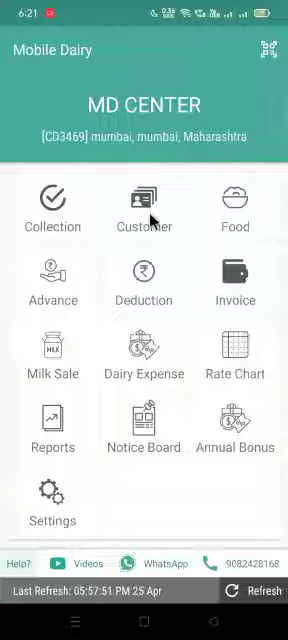 6:21
0.36
Mobile Dairy
MD CENTER
[CD3469] mumbai, mumbai, Maharashtra
Collection
Customer
Food
Advance
Deduction
Invoice
MILK
Milk Sale
Dairy Expense
Rate Chart
Reports
Notice Board
Annual Bonus
Settings
Help?
Videos
WhatsApp
9082428168
Last Refresh: 05:57:51 PM 25 Apr
Refresh